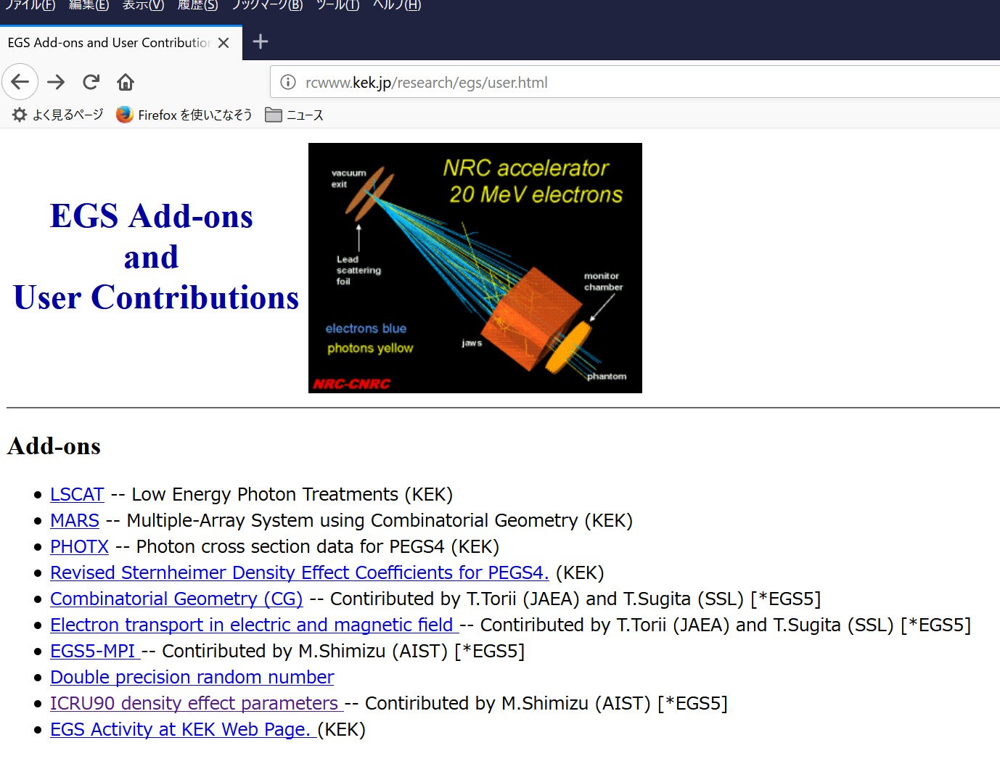 ファイル(F) 編集(E) 表示(V) 履歴(S) ブックマーク(B) ツール(T) ヘルプ(H)
EGS Add-ons and User Contribution
rcwww.kek.jp/research/egs/user.html
よく見るページ Firefox を使いこなそう ニュース
EGS Add-ons
and
User Contributions
NRC accelerator
20 MeV electrons
vacuum
exit
Lead
scattering
foil
monitor
chamber
electrons blue
photons yellow
jaws
phantom
NRC-CNRC
Add-ons
LSCAT -- Low Energy Photon Treatments (KEK)
MARS -- Multiple-Array System using Combinatorial Geometry (KEK)
PHOTX -- Photon cross section data for PEGS4 (KEK)
Revised Sternheimer Density Effect Coefficients for PEGS4. (KEK)
Combinatorial Geometry (CG) -- Contiributed by T.Torii (JAEA) and T.Sugita (SSL) [*EGS5]
Electron transport in electric and magnetic field -- Contiributed by T.Torii (JAEA) and T.Sugita (SSL) [*EGS5]
EGS5-MPI -- Contiributed by M.Shimizu (AIST) [*EGS5]
Double precision random number
ICRU90 density effect parameters -- Contiributed by M.Shimizu (AIST) [*EGS5]
EGS Activity at KEK Web Page. (KEK)